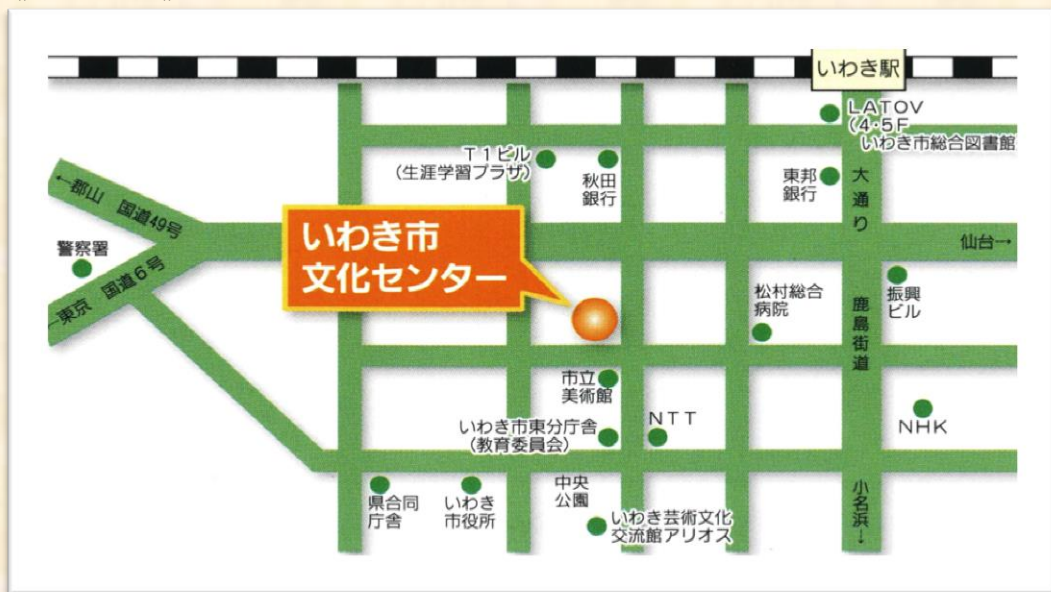 いわき駅
LATOV
(4・5F
いわき市総合図書館
T1ビル
(生涯学習プラザ)
秋田
銀行
東邦
銀行
大通り
←郡山 国道49号
警察署
←東京 国道6号
いわき市
文化センター
仙台→
松村総合
病院
鹿島街道
振興
ビル
市立
美術館
いわき市東分庁舎
(教育委員会)
NTT
NHK
県合同
庁舎
いわき
市役所
中央
公園
いわき芸術文化
交流館アリオス
小名浜→